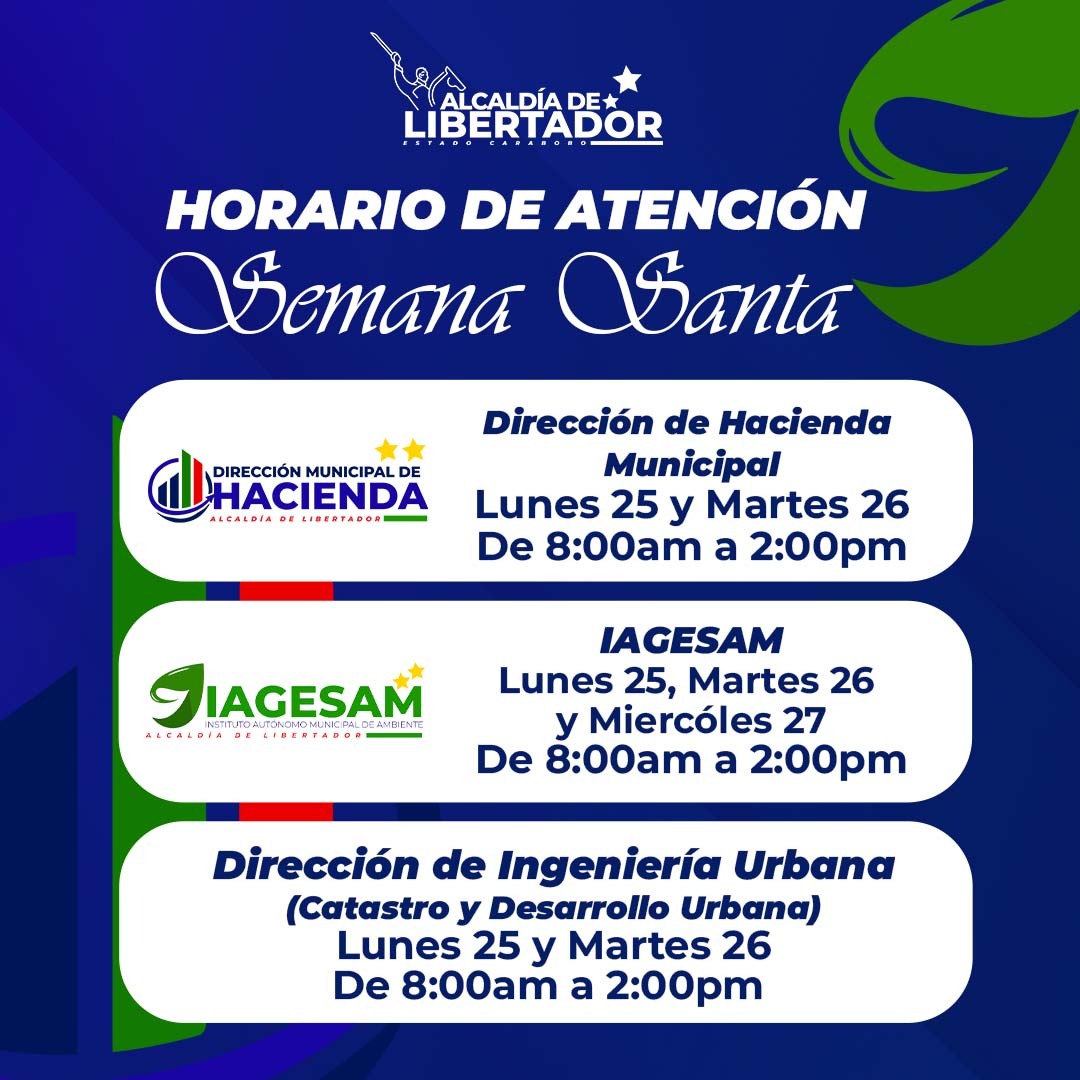 ALCALDÍA DE
LIBERTADOR
ESTADO CARABOBO
HORARIO DE ATENCIÓN
Semana Santa
DIRECCIÓN MUNICIPAL DE
HACIENDA
ALCALDÍA DE LIBERTADOR
Dirección de Hacienda
Municipal
Lunes 25 y Martes 26
De 8:00am a 2:00pm
IAGESAM
INSTITUTO AUTÓNOMO MUNICIPAL DE AMBIENTE
ALCALDÍA DE LIBERTADOR
IAGESAM
Lunes 25, Martes 26
y Miercóles 27
De 8:00am a 2:00pm
Dirección de Ingeniería Urbana
(Catastro y Desarrollo Urbana)
Lunes 25 y Martes 26
De 8:00am a 2:00pm